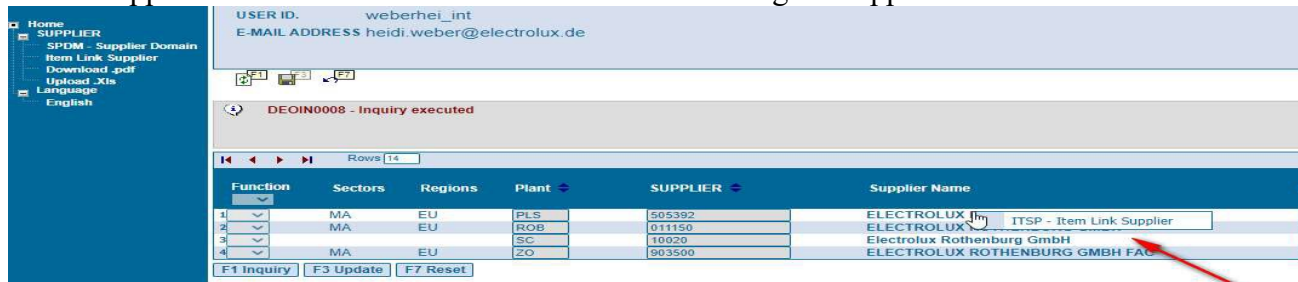 USER ID. weberhei_int
Home
SUPPLIER
E-MAIL ADDRESS heidi.weber@electrolux.de
SPDM - Supplier Domain
Item Link Supplier
Download .pdf
Upload .Xls
F1 F3 F7
Language
English
DEOIN0008 - Inquiry executed
Rows 14
Function Sectors Regions Plant SUPPLIER Supplier Name
1 MA EU PLS 505392 ELECTROLUX
ITSP - Item Link Supplier
2 MA EU ROB 011150 ELECTROLUX
3 SC 10020 Electrolux Rothenburg GmbH
4 MA EU ZO 903500 ELECTROLUX ROTHENBURG GMBH FAC
F1 Inquiry F3 Update F7 Reset